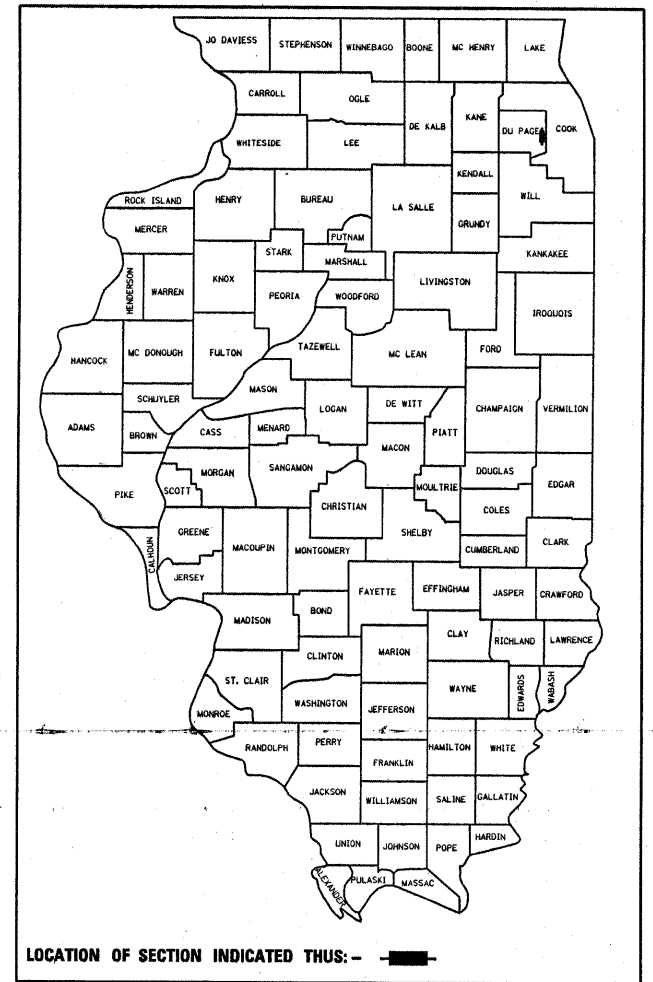 JO DAVIESS
STEPHENSON
WINNEBAGO
BOONE
MC HENRY
LAKE
CARROLL
OGLE
DE KALB
KANE
DU PAGE
COOK
WHITESIDE
LEE
KENDALL
WILL
ROCK ISLAND
HENRY
BUREAU
LA SALLE
GRUNDY
MERCER
PUTNAM
STARK
MARSHALL
KANKAKEE
HENDERSON
WARREN
KNOX
PEORIA
WOODFORD
LIVINGSTON
IROQUOIS
HANCOCK
MC DONOUGH
FULTON
TAZEWELL
MC LEAN
FORD
SCHUYLER
MASON
LOGAN
DE WITT
CHAMPAIGN
VERMILION
ADAMS
BROWN
CASS
MENARD
MACON
PIATT
PIKE
SCOTT
MORGAN
SANGAMON
CHRISTIAN
MOULTRIE
DOUGLAS
EDGAR
COLES
CALHOUN
GREENE
MACOUPIN
MONTGOMERY
SHELBY
CUMBERLAND
CLARK
JERSEY
FAYETTE
EFFINGHAM
JASPER
CRAWFORD
MADISON
BOND
CLAY
RICHLAND
LAWRENCE
CLINTON
MARION
ST. CLAIR
WAYNE
EDWARDS
WABASH
MONROE
WASHINGTON
JEFFERSON
RANDOLPH
PERRY
HAMILTON
WHITE
FRANKLIN
JACKSON
WILLIAMSON
SALINE
GALLATIN
UNION
JOHNSON
POPE
HARDIN
ALEXANDER
PULASKI
MASSAC
LOCATION OF SECTION INDICATED THUS: -